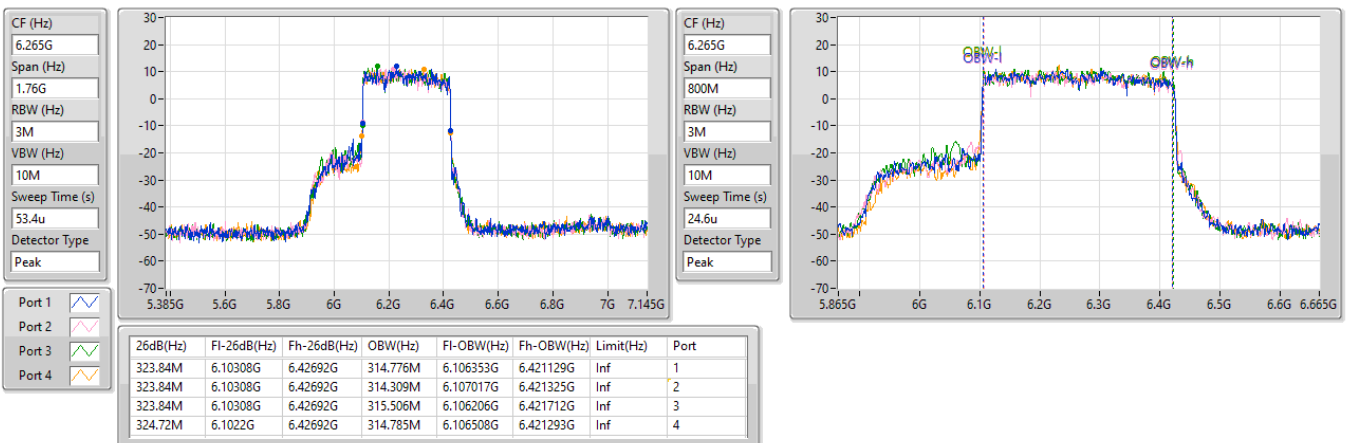 CF (Hz)
6.265G
Span (Hz)
1.76G
RBW (Hz)
3M
VBW (Hz)
10M
Sweep Time (s)
53.4u
Detector Type
Peak
30
20
10
0
-10
-20
-30
-40
-50
-60
-70
5.385G 5.6G 5.8G 6G 6.2G 6.4G 6.6G 6.8G 7G 7.145G
CF (Hz)
6.265G
Span (Hz)
800M
RBW (Hz)
3M
VBW (Hz)
10M
Sweep Time (s)
24.6u
Detector Type
Peak
30
20
10
0
-10
-20
-30
-40
-50
-60
-70
OBW-l
OBW-h
5.865G 6G 6.1G 6.2G 6.3G 6.4G 6.5G 6.6G 6.665G
Port 1
Port 2
Port 3
Port 4
26dB(Hz) Fl-26dB(Hz) Fh-26dB(Hz) OBW(Hz) Fl-OBW(Hz) Fh-OBW(Hz) Limit(Hz) Port
323.84M 6.10308G 6.42692G 314.776M 6.106353G 6.421129G Inf 1
323.84M 6.10308G 6.42692G 314.309M 6.107017G 6.421325G Inf 2
323.84M 6.10308G 6.42692G 315.506M 6.106206G 6.421712G Inf 3
324.72M 6.1022G 6.42692G 314.785M 6.106508G 6.421293G Inf 4